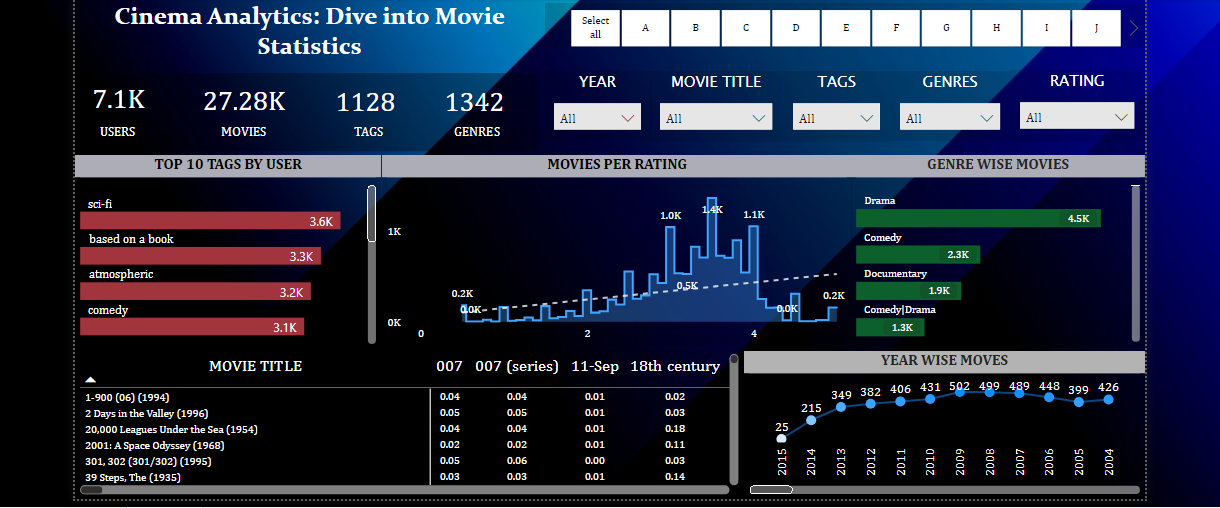 Cinema Analytics: Dive into Movie
Statistics
Select
all
A
B
C
D
E
F
G
H
I
J
YEAR
MOVIE TITLE
TAGS
GENRES
RATING
All
All
All
All
All
7.1K
27.28K
1128
1342
USERS
MOVIES
TAGS
GENRES
TOP 10 TAGS BY USER
sci-fi
3.6K
based on a book
3.3K
atmospheric
3.2K
comedy
3.1K
MOVIES PER RATING
1K
0K
0
2
4
0.2K
0.0K
1.0K
0.5K
1.4K
1.1K
0.0K
0.2K
GENRE WISE MOVIES
Drama
4.5K
Comedy
2.3K
Documentary
1.9K
Comedy|Drama
1.3K
MOVIE TITLE 007 007 (series) 11-Sep 18th century
1-900 (06) (1994) 0.04 0.04 0.01 0.02
2 Days in the Valley (1996) 0.05 0.05 0.01 0.03
20,000 Leagues Under the Sea (1954) 0.04 0.04 0.01 0.18
2001: A Space Odyssey (1968) 0.02 0.02 0.01 0.11
301, 302 (301/302) (1995) 0.05 0.06 0.00 0.03
39 Steps, The (1935) 0.03 0.03 0.01 0.14
YEAR WISE MOVES
25 215 349 382 406 431 502 499 489 448 399 426
2015 2014 2013 2012 2011 2010 2009 2008 2007 2006 2005 2004